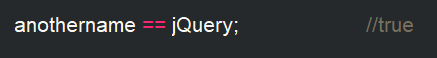 anothername == jQuery; //true